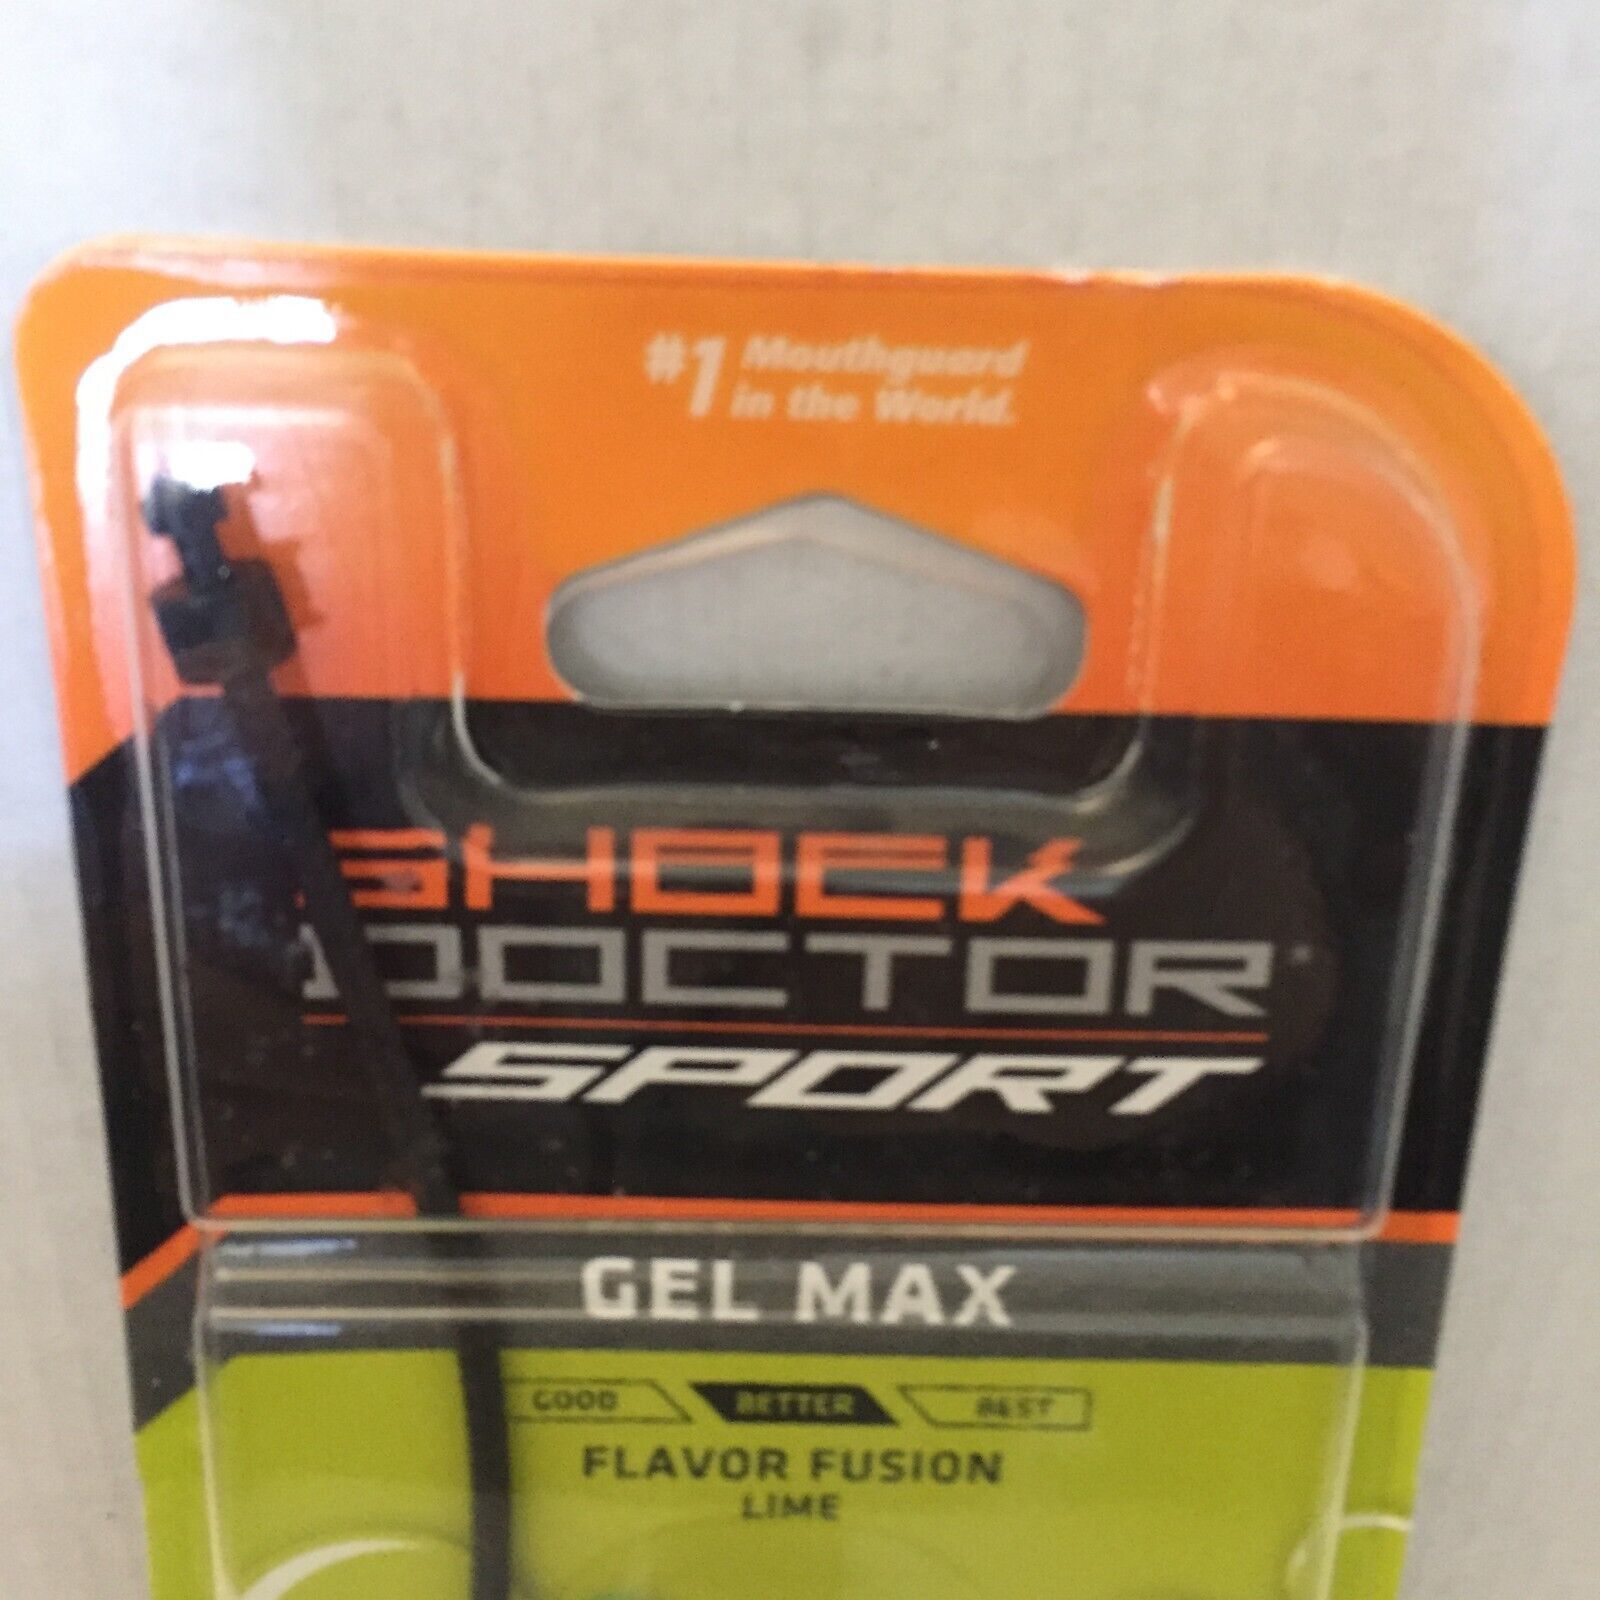 #1 Mouthguard
in the World.
SHOCK
DOCTOR
SPORT
GEL MAX
GOOD BETTER BEST
FLAVOR FUSION
LIME